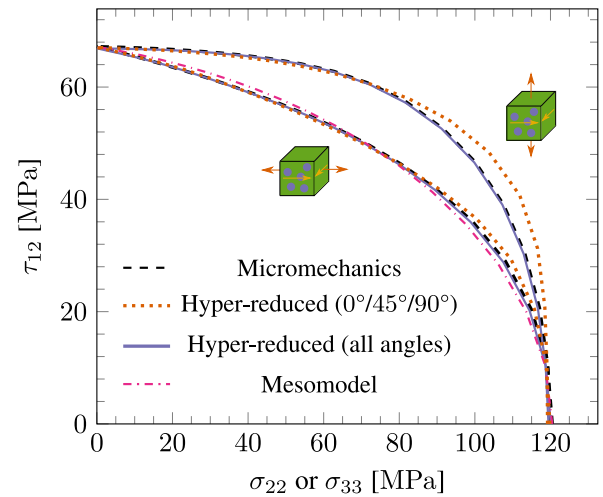 60
40
20
0
τ12 [MPa]
Micromechanics
Hyper-reduced (0°/45°/90°)
Hyper-reduced (all angles)
Mesomodel
0 20 40 60 80 100 120
σ22 or σ33 [MPa]